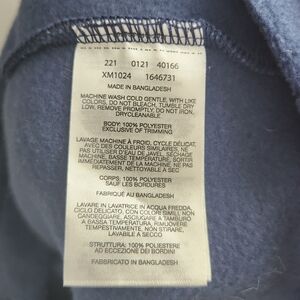 221 0121 40166
XM1024 1646731
MADE IN BANGLADESH
MACHINE WASH COLD GENTLE, WITH LIKE
COLORS, DO NOT BLEACH, TUMBLE DRY
LOW, REMOVE PROMPTLY, DO NOT IRON,
DRYCLEANABLE
BODY: 100% POLYESTER
EXCLUSIVE OF TRIMMING
LAVAGE MACHINE À FROID, CYCLE DÉLICAT,
AVEC DES COULEURS SIMILAIRES, NE
PAS D'EAU DE JAVEL, SÉCHAGE
MACHINE, BASSE TEMPÉRATURE, SORTIR
IMMÉDIATEMENT DE LA MACHINE, NE PAS
REPASSER, NETTOYABLE A SEC
CORPS: 100% POLYESTER
SAUF LES BORDURES
FABRIQUÉ AU BANGLADESH
LAVARE IN LAVATRICE IN ACQUA FREDDA,
CICLO DELICATO, CON COLORI SIMILI, NON
CANDEGGIARE, ASCIUGARE A TAMBURO
A BASSA TEMPERATURA, RIMUOVERE
TEMPESTIVAMENTE, NON STIRARE,
LAVABILE A SECCO
STRUTTURA: 100% POLIESTERE
AD ECCEZIONE DEI BORDINI
FABBRICATO IN BANGLADESH